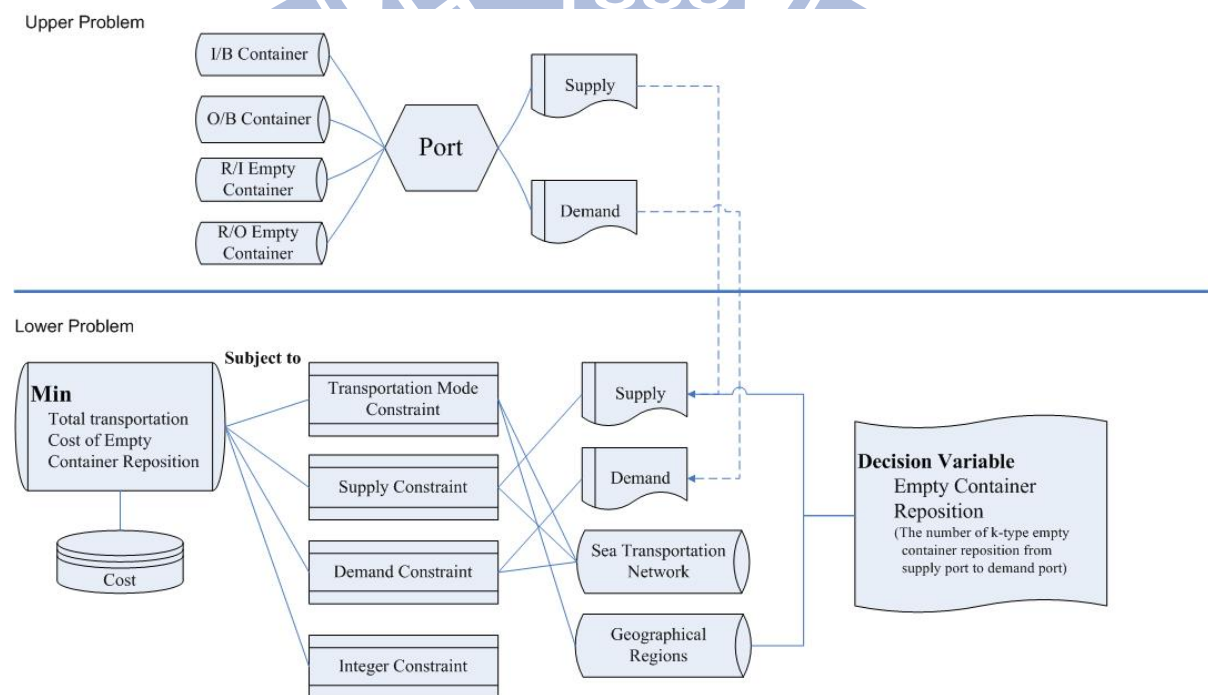 Upper Problem
I/B Container
O/B Container
R/I Empty
Container
R/O Empty
Container
Port
Supply
Demand
Lower Problem
Min
Total transportation
Cost of Empty
Container Reposition
Cost
Subject to
Transportation Mode
Constraint
Supply Constraint
Demand Constraint
Integer Constraint
Supply
Demand
Sea Transportation
Network
Geographical
Regions
Decision Variable
Empty Container
Reposition
(The number of k-type empty
container reposition from
supply port to demand port)